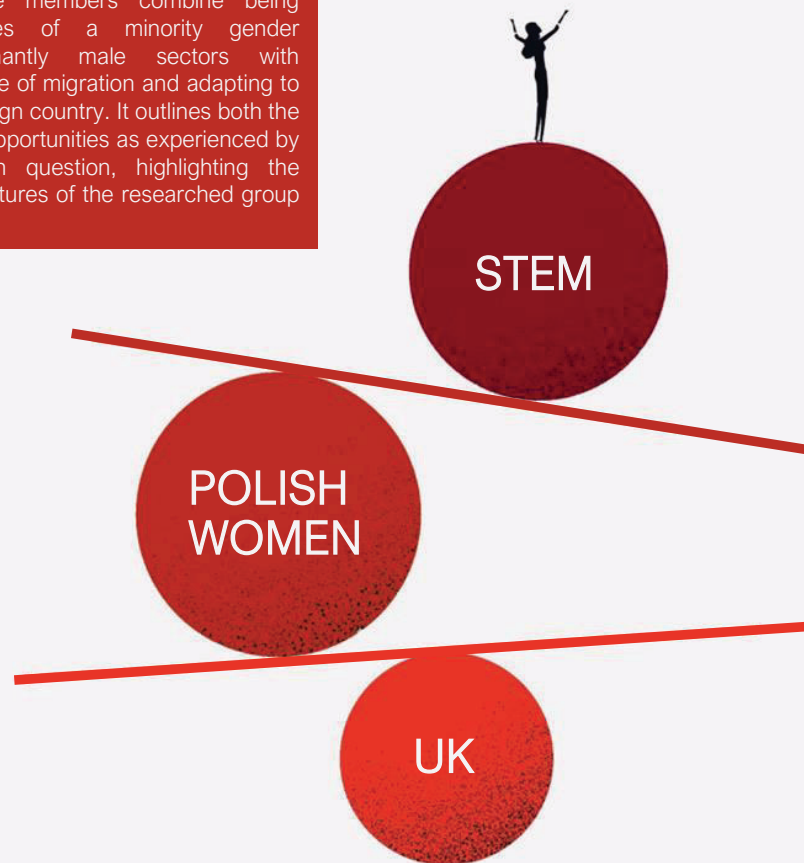 members combine being
of a minority gender
male sectors with
of migration and adapting to
country. It outlines both the
opportunities as experienced by
question, highlighting the
of the researched group
STEM
POLISH
WOMEN
UK